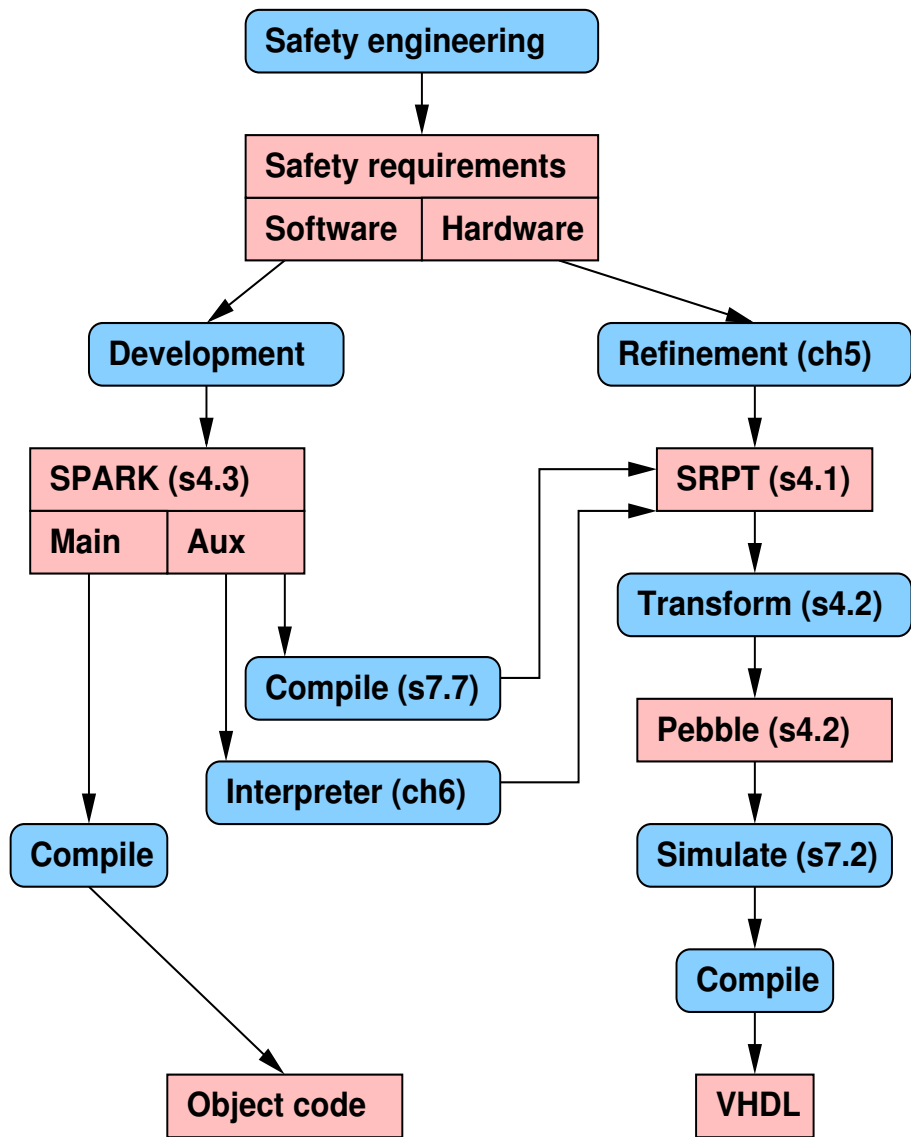 Safety engineering
Safety requirements
Software Hardware
Development
Refinement (ch5)
SPARK (s4.3)
SRPT (s4.1)
Main Aux
Transform (s4.2)
Compile (s7.7)
Pebble (s4.2)
Interpreter (ch6)
Compile
Simulate (s7.2)
Compile
Object code
VHDL